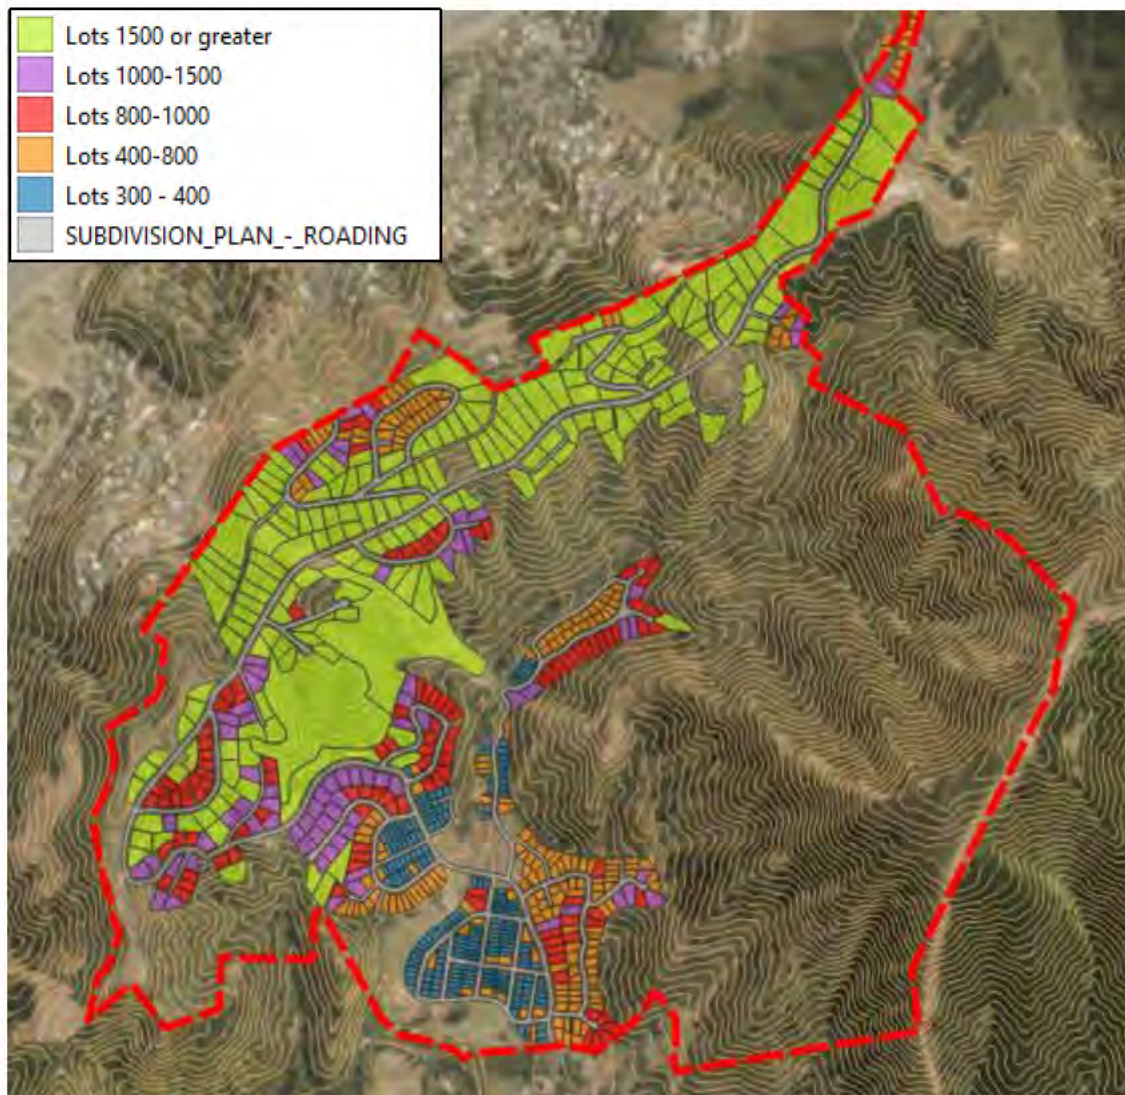 Lots 1500 or greater
Lots 1000-1500
Lots 800-1000
Lots 400-800
Lots 300 - 400
SUBDIVISION_PLAN_-_ROADING